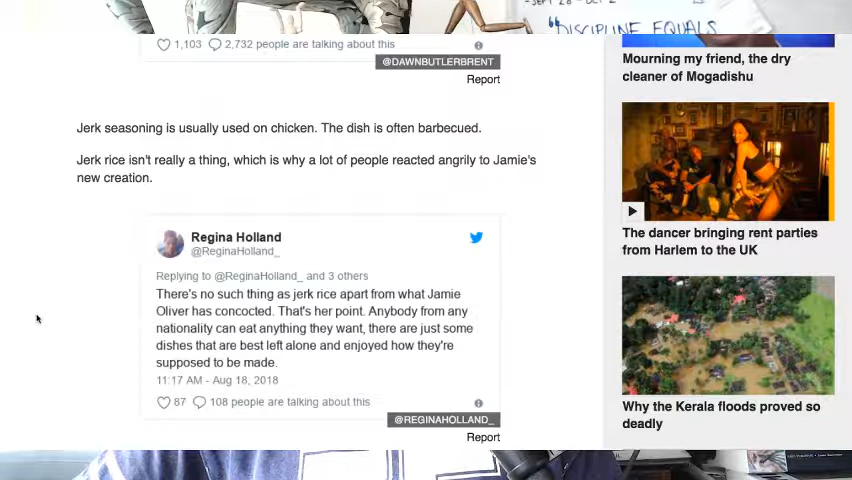 "DISCIPLINE EQUALS
1,103 2,732 people are talking about this
@DAWNBUTLERBRENT
Report
Jerk seasoning is usually used on chicken. The dish is often barbecued.
Jerk rice isn't really a thing, which is why a lot of people reacted angrily to Jamie's
new creation.
Regina Holland
@ReginaHolland_
Replying to @ReginaHolland_ and 3 others
There's no such thing as jerk rice apart from what Jamie
Oliver has concocted. That's her point. Anybody from any
nationality can eat anything they want, there are just some
dishes that are best left alone and enjoyed how they're
supposed to be made.
11:17 AM - Aug 18, 2018
87 108 people are talking about this
@REGINAHOLLAND_
Report
Mourning my friend, the dry
cleaner of Mogadishu
The dancer bringing rent parties
from Harlem to the UK
Why the Kerala floods proved so
deadly